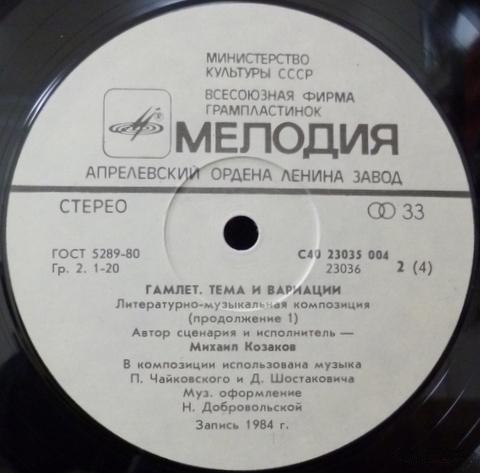 МИНИСТЕРСТВО
КУЛЬТУРЫ СССР
ВСЕСОЮЗНАЯ ФИРМА
ГРАМПЛАСТИНОК
МЕЛОДИЯ
АПРЕЛЕВСКИЙ ОРДЕНА ЛЕНИНА ЗАВОД
СТЕРЕО 33
ГОСТ 5289-80 С40 23035 004
Гр. 2. 1-20 23036 2 (4)
ГАМЛЕТ. ТЕМА И ВАРИАЦИИ
Литературно-музыкальная композиция
(продолжение 1)
Автор сценария и исполнитель —
Михаил Козаков
В композиции использована музыка
П. Чайковского и Д. Шостаковича
Муз. оформление
Н. Добровольской
Запись 1984 г.